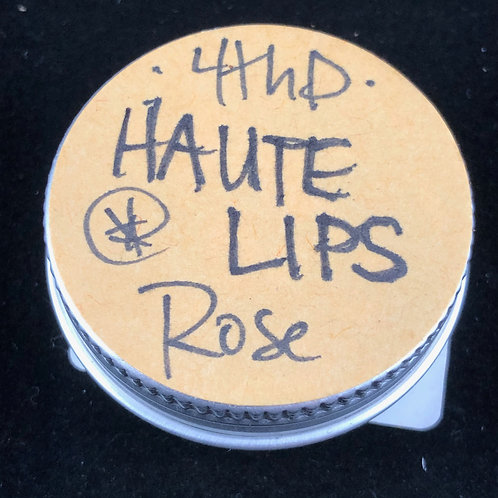 · 4thD ·
HAUTE
LIPS
Rose